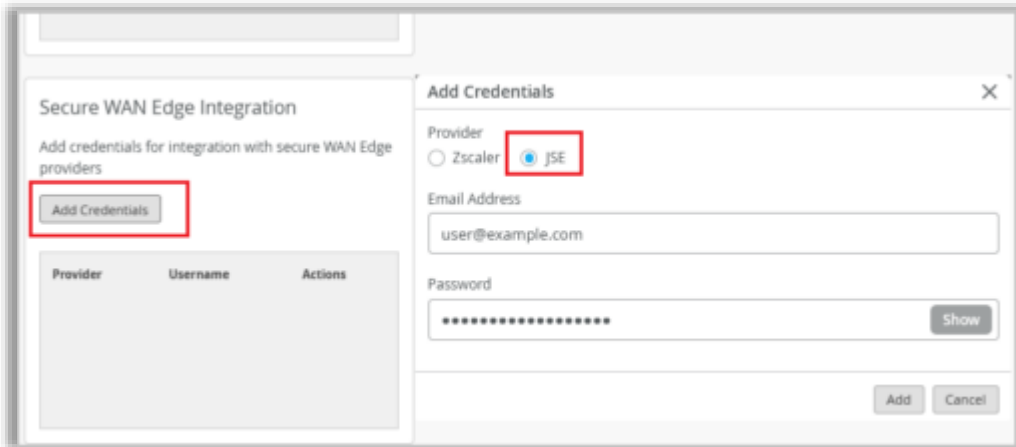 Secure WAN Edge Integration
Add credentials for integration with secure WAN Edge
providers
Add Credentials
Provider Username Actions
Add Credentials
Provider
Zscaler JSE
Email Address
user@example.com
Password
••••••••••••••••••
Show
Add Cancel